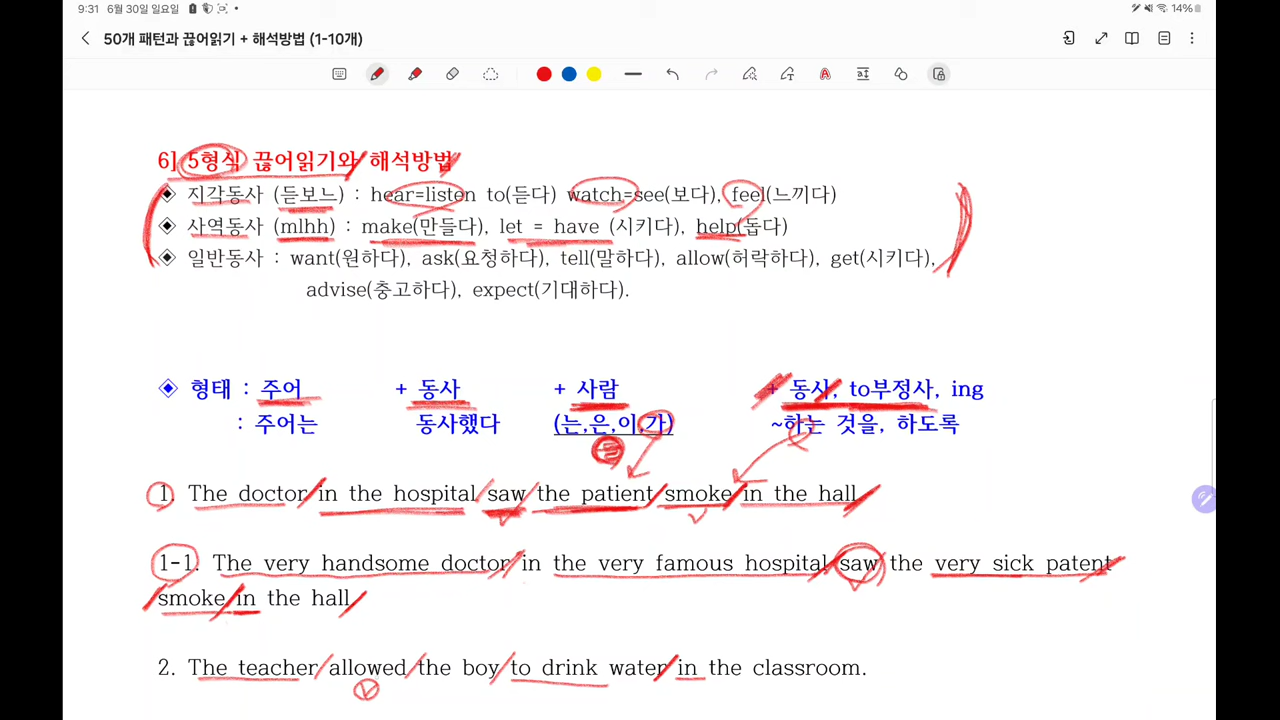 9:31 6월 30일 일요일 14%
50개 패턴과 끊어읽기 + 해석방법 (1-10개)
6] 5형식 끊어읽기와 해석방법
◈ 지각동사 (듣보느) : hear=listen to(듣다) watch=see(보다), feel(느끼다)
◈ 사역동사 (mlhh) : make(만들다), let = have (시키다), help(돕다)
◈ 일반동사 : want(원하다), ask(요청하다), tell(말하다), allow(허락하다), get(시키다),
advise(충고하다), expect(기대하다).
◈ 형태 : 주어 + 동사 + 사람 + 동사, to부정사, ing
: 주어는 동사했다 (는,은,이,가) ~하는 것을, 하도록
1. The doctor in the hospital saw the patient smoke in the hall
1-1. The very handsome doctor in the very famous hospital saw the very sick patent
smoke in the hall
2. The teacher allowed the boy to drink water in the classroom.